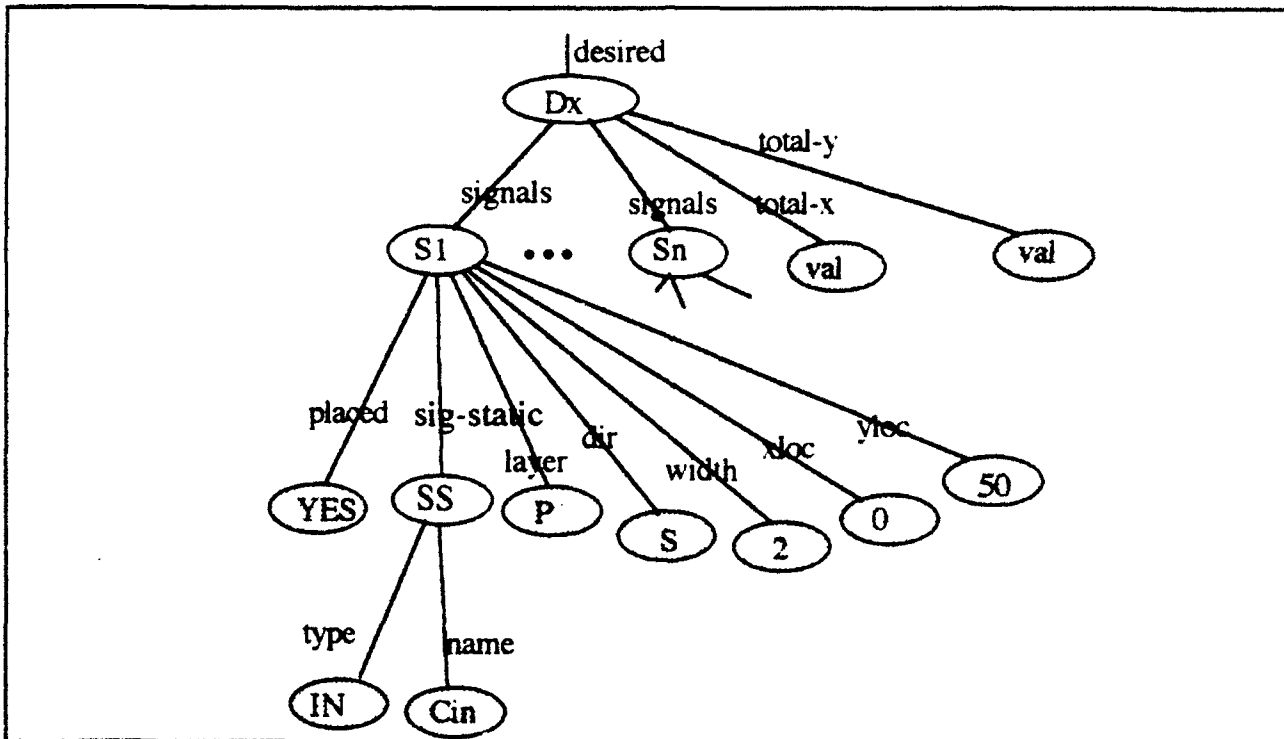 desired
Dx
total-y
signals
signals
total-x
S1
...
Sn
val
val
placed
sig-static
layer
dir
width
xloc
yloc
YES
SS
P
S
2
0
50
type
name
IN
Cin